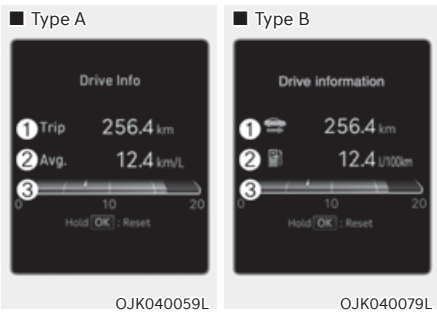 ■ Type A
Drive Info
1 Trip 256.4 km
2 Avg. 12.4 km/L
3
0 10 20
Hold OK : Reset
OJK040059L
■ Type B
Drive information
1 256.4 km
2 12.4 L/100km
3
0 10 20
Hold OK : Reset
OJK040079L